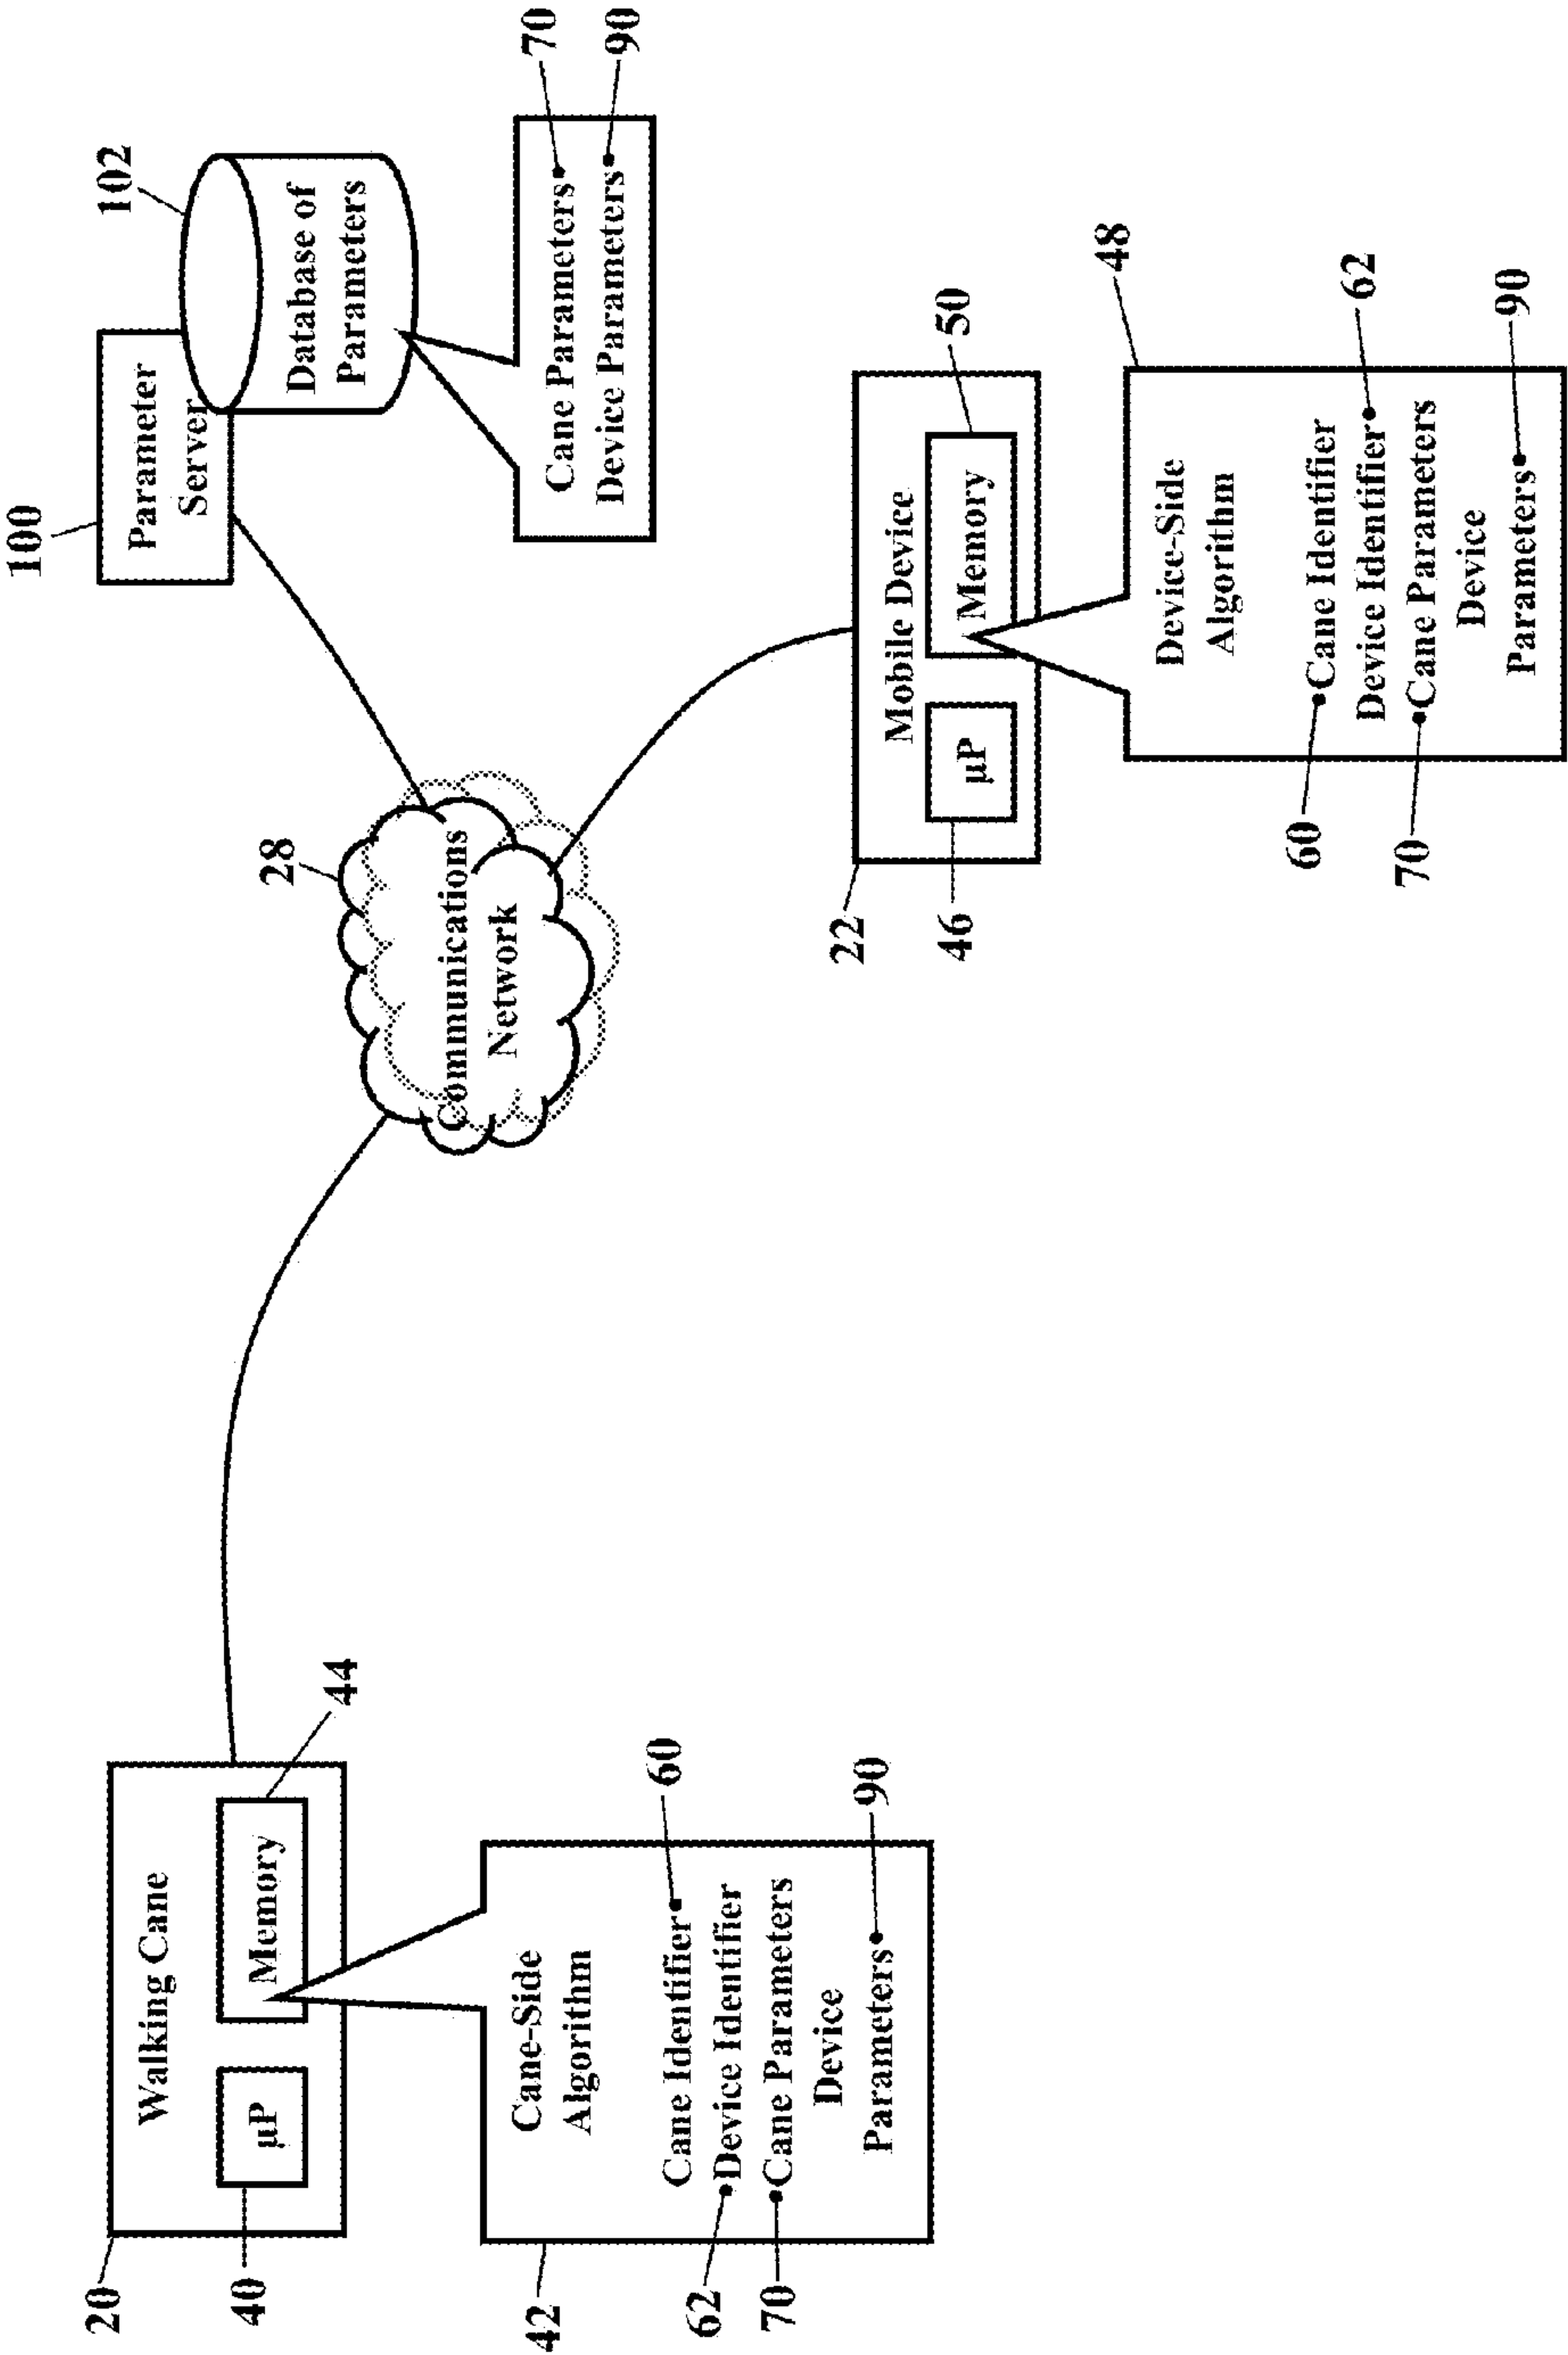 100
Parameter
Server
102
Database of
Parameters
Cane Parameters
Device Parameters
70
90
28
Communications
Network
20
Walking Cane
µP
Memory
40
44
42
Cane-Side
Algorithm
Cane Identifier
60
62
Device Identifier
70
Cane Parameters
Device
Parameters
90
22
Mobile Device
µP
Memory
46
50
48
Device-Side
Algorithm
60
Cane Identifier
Device Identifier
62
70
Cane Parameters
Device
Parameters
90